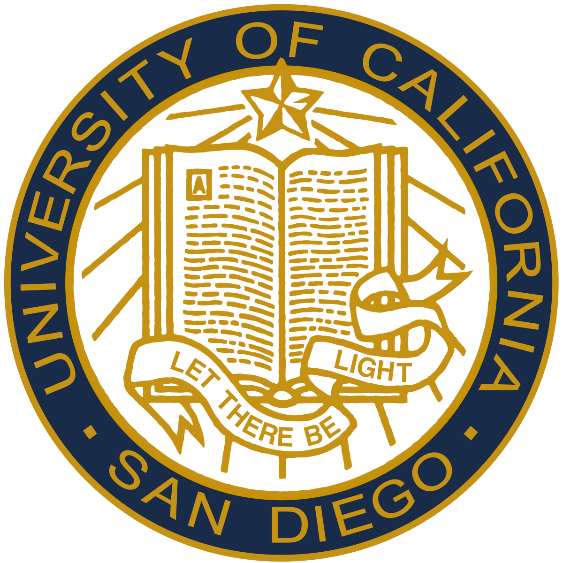 UNIVERSITY OF CALIFORNIA
SAN DIEGO
A
LET THERE BE
LIGHT